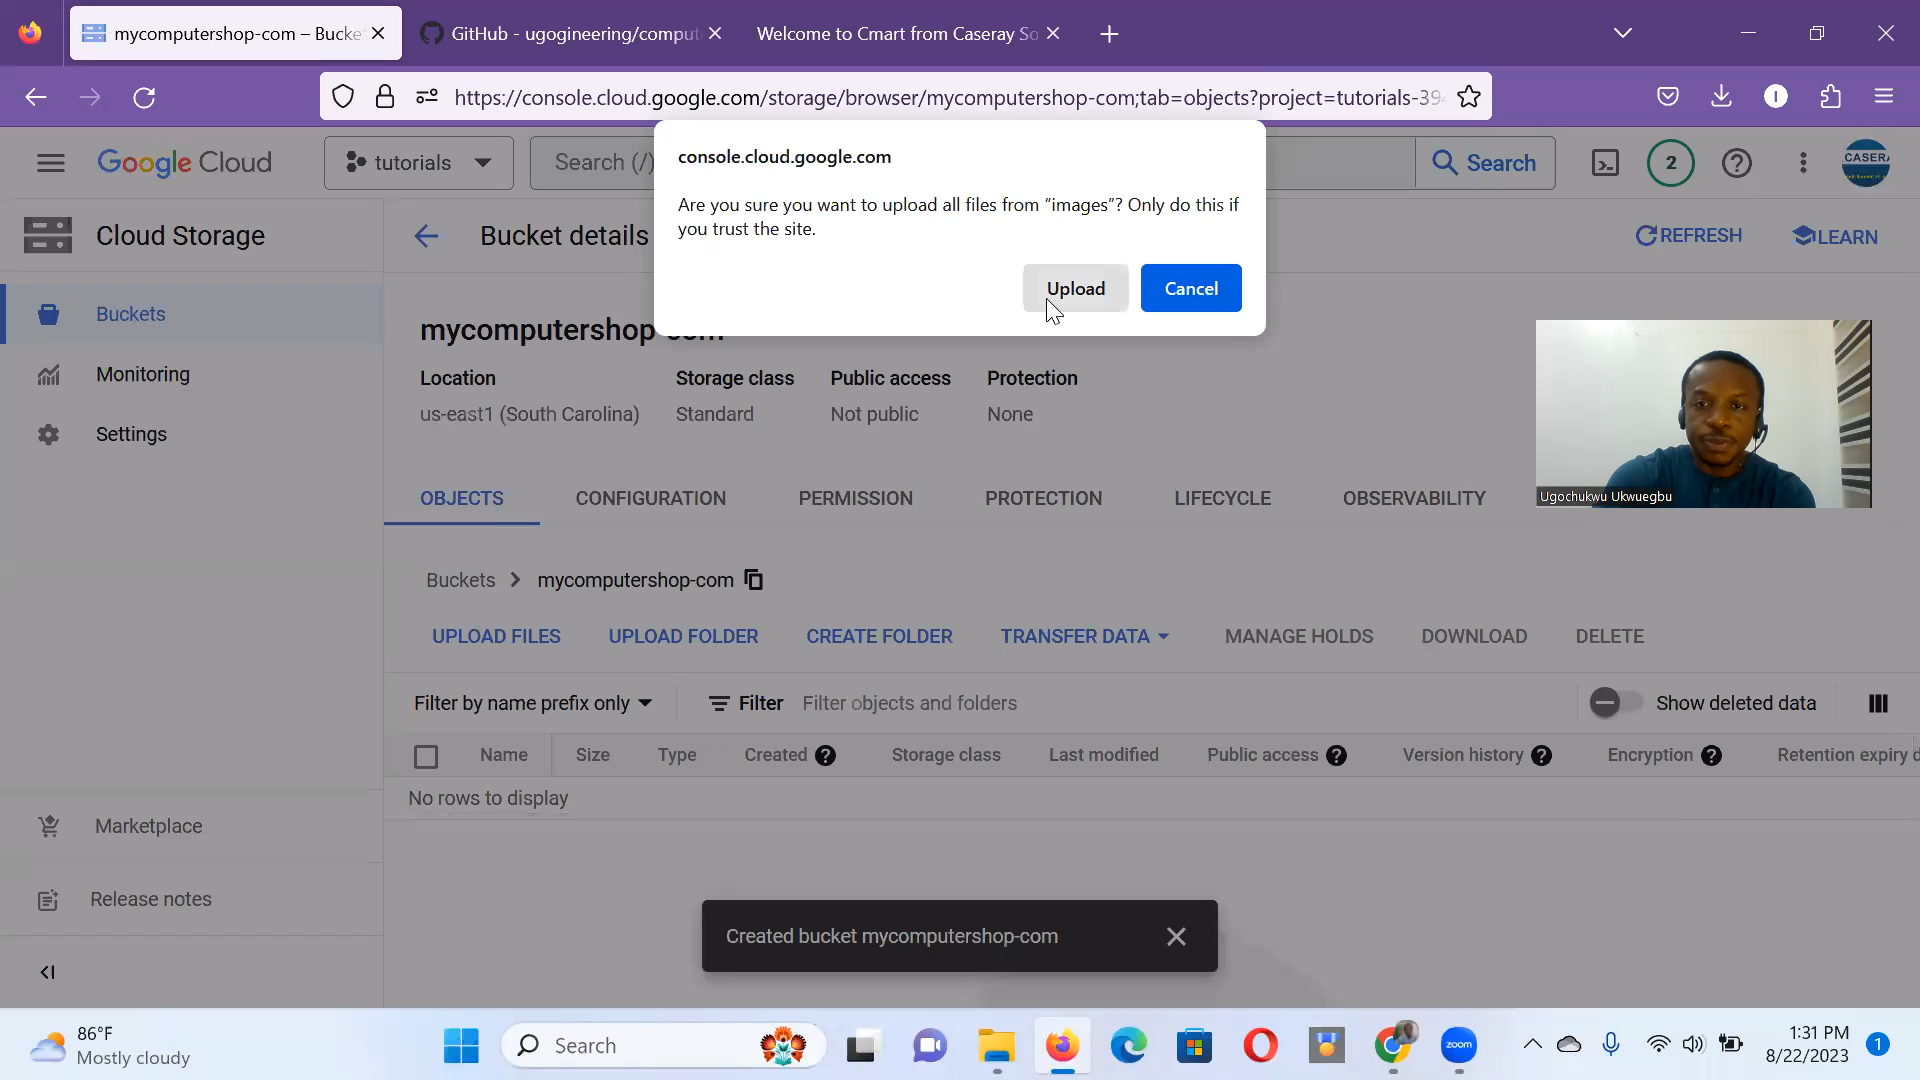 mycomputershop-com – Bucke
GitHub - ugogineering/comput
Welcome to Cmart from Caseray So
https://console.cloud.google.com/storage/browser/mycomputershop-com;tab=objects?project=tutorials-39
console.cloud.google.com
Are you sure you want to upload all files from “images”? Only do this if
you trust the site.
Upload
Cancel
Google Cloud
tutorials
Search (/)
Search
2
CASERA
Cloud Storage
Bucket details
REFRESH
LEARN
Buckets
Monitoring
Settings
Marketplace
Release notes
mycomputershop-com
Location
Storage class
Public access
Protection
us-east1 (South Carolina)
Standard
Not public
None
Ugochukwu Ukwuegbu
OBJECTS
CONFIGURATION
PERMISSION
PROTECTION
LIFECYCLE
OBSERVABILITY
Buckets
mycomputershop-com
UPLOAD FILES
UPLOAD FOLDER
CREATE FOLDER
TRANSFER DATA
MANAGE HOLDS
DOWNLOAD
DELETE
Filter by name prefix only
Filter
Filter objects and folders
Show deleted data
Name
Size
Type
Created
Storage class
Last modified
Public access
Version history
Encryption
Retention expiry d
No rows to display
Created bucket mycomputershop-com
86°F
Mostly cloudy
Search
zoom
1:31 PM
8/22/2023
1